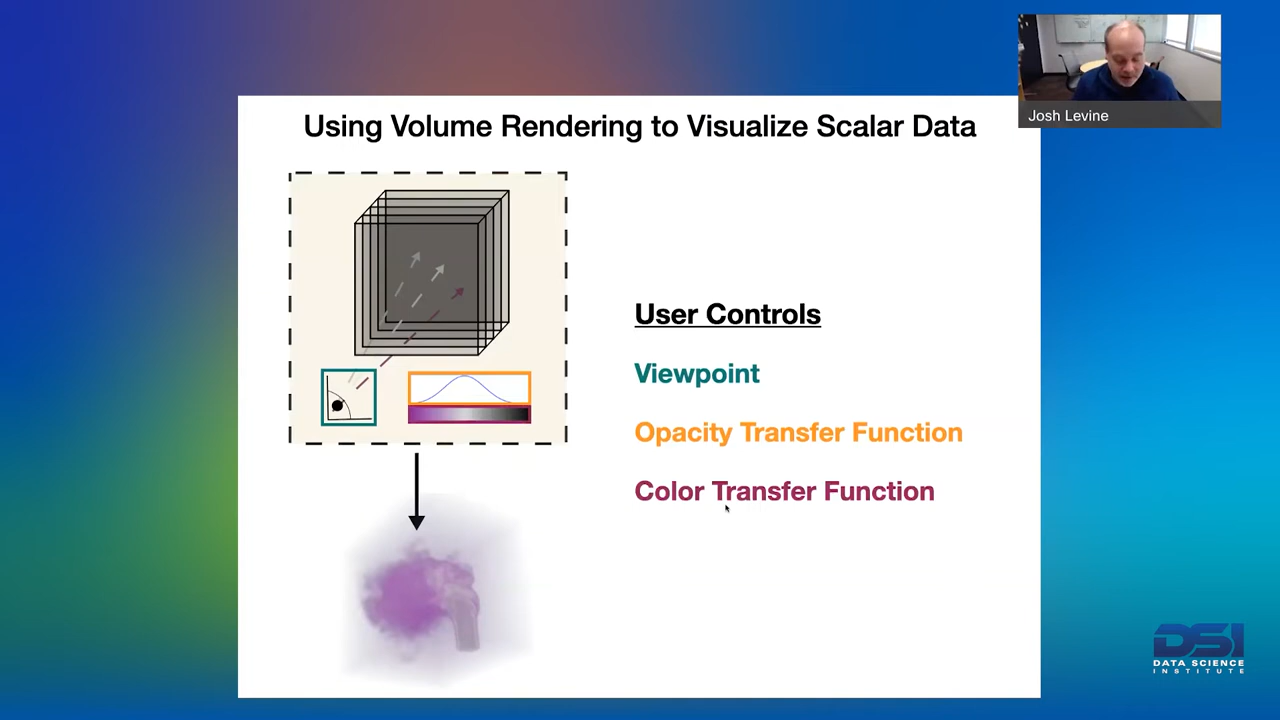 Using Volume Rendering to Visualize Scalar Data
Josh Levine
User Controls
Viewpoint
Opacity Transfer Function
Color Transfer Function
DSI
DATA SCIENCE
INSTITUTE